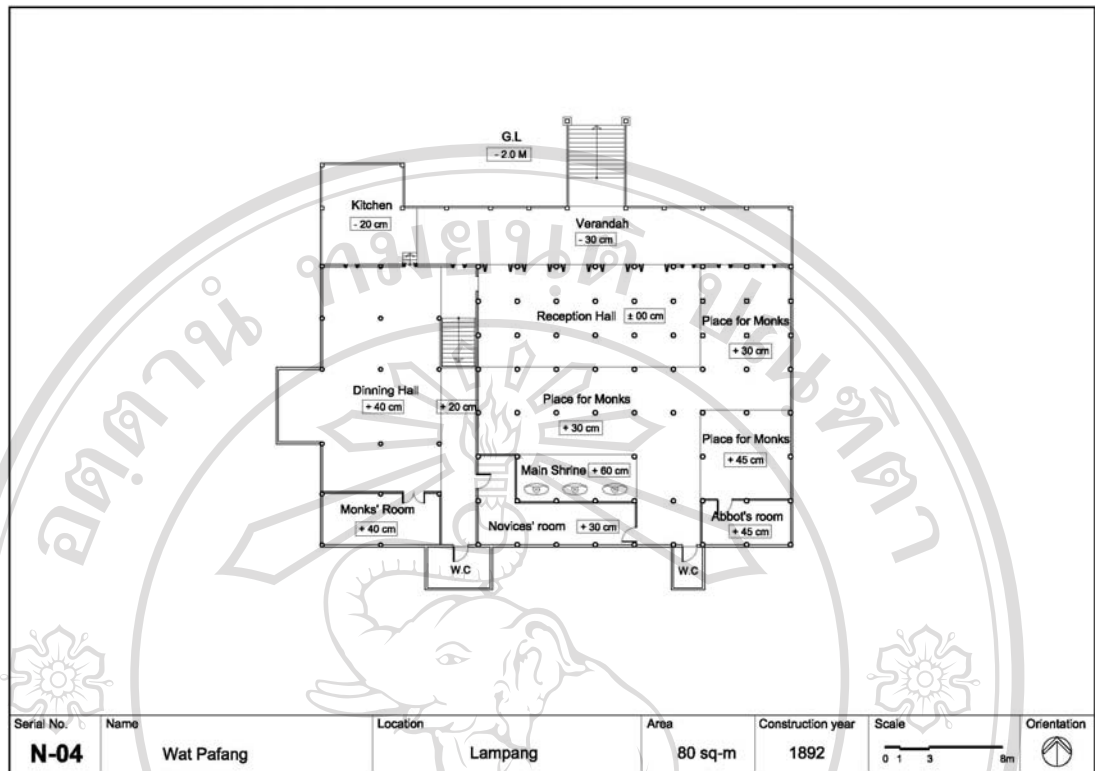 G.L
- 2.0 M
Kitchen
- 20 cm
Verandah
- 30 cm
Reception Hall ± 00 cm
Place for Monks
+ 30 cm
Dinning Hall
+ 40 cm
+ 20 cm
Place for Monks
+ 30 cm
Place for Monks
+ 45 cm
Main Shrine + 60 cm
Monks' Room
+ 40 cm
Novices' room + 30 cm
Abbot's room
+ 45 cm
W.C
W.C
Serial No. Name Location Area Construction year Scale Orientation
N-04 Wat Pafang Lampang 80 sq-m 1892
0 1 3 8m